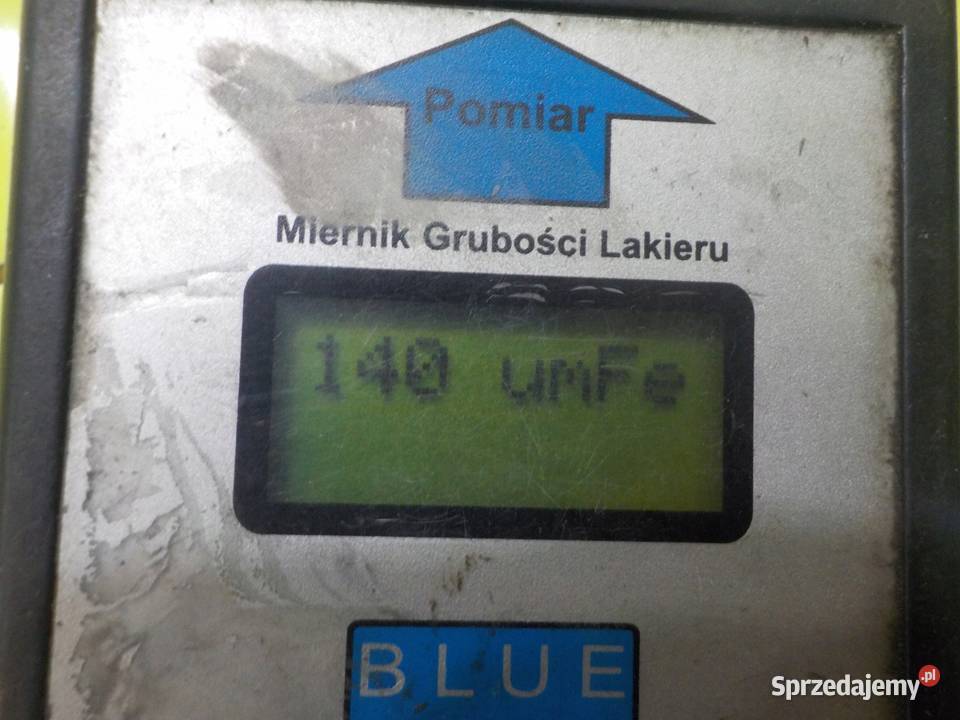 Pomiar
Miernik Grubości Lakieru
140 umFe
BLUE
Sprzedajemy.pl